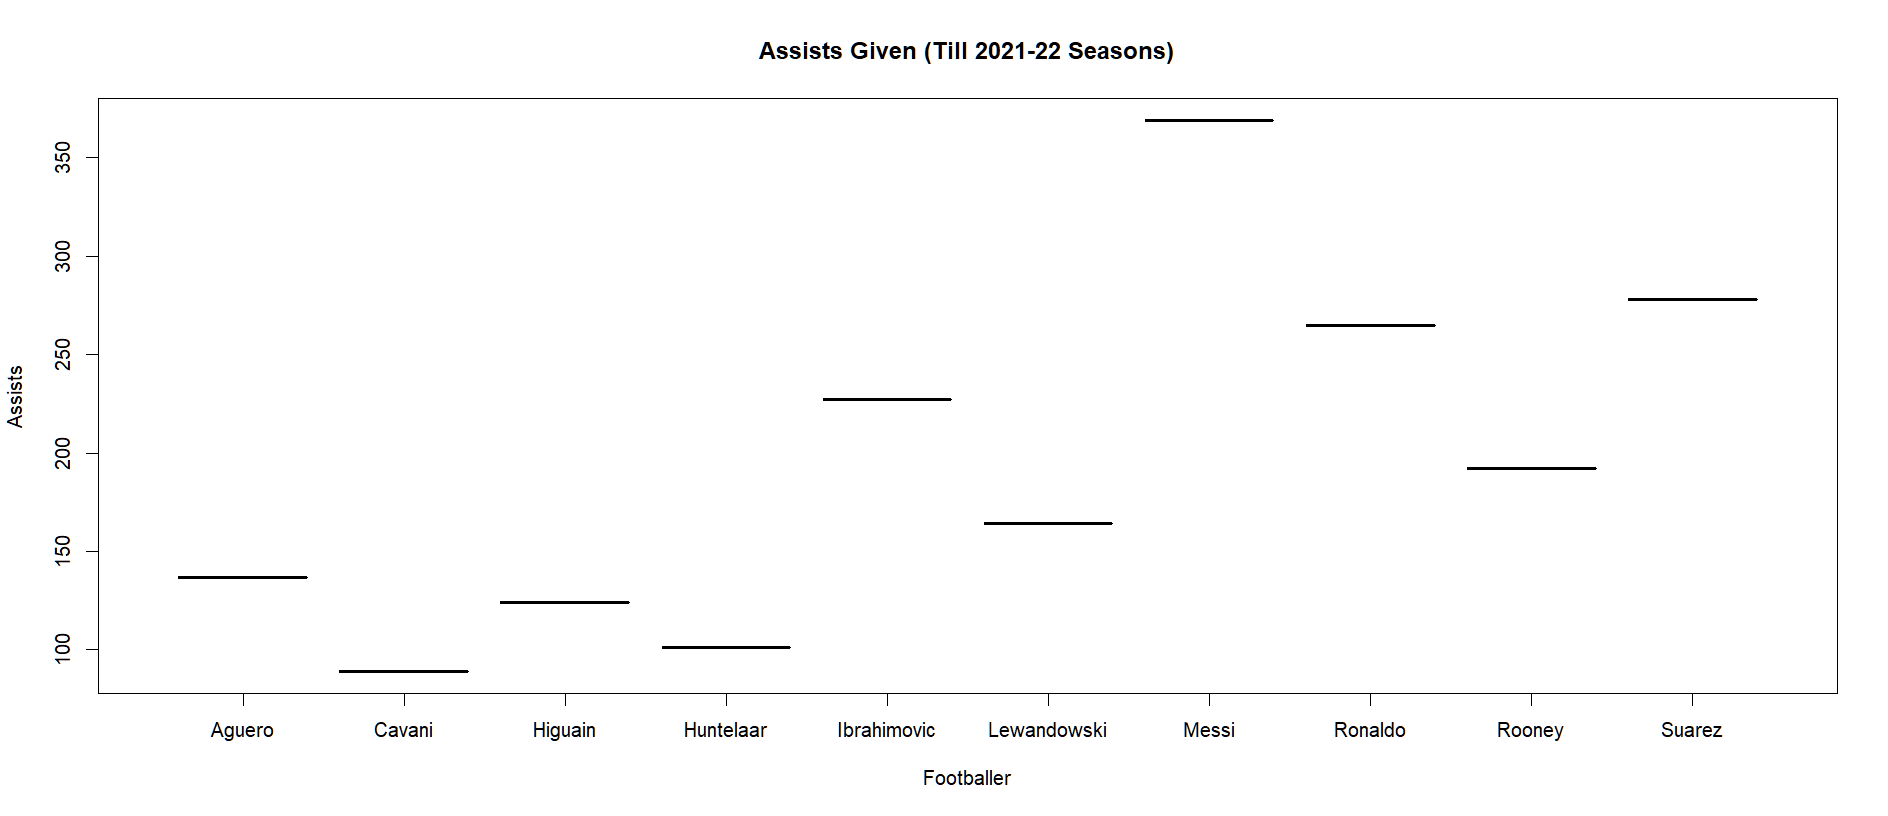 Assists Given (Till 2021-22 Seasons)
350
300
250
200
150
100
Assists
Aguero Cavani Higuain Huntelaar Ibrahimovic Lewandowski Messi Ronaldo Rooney Suarez
Footballer